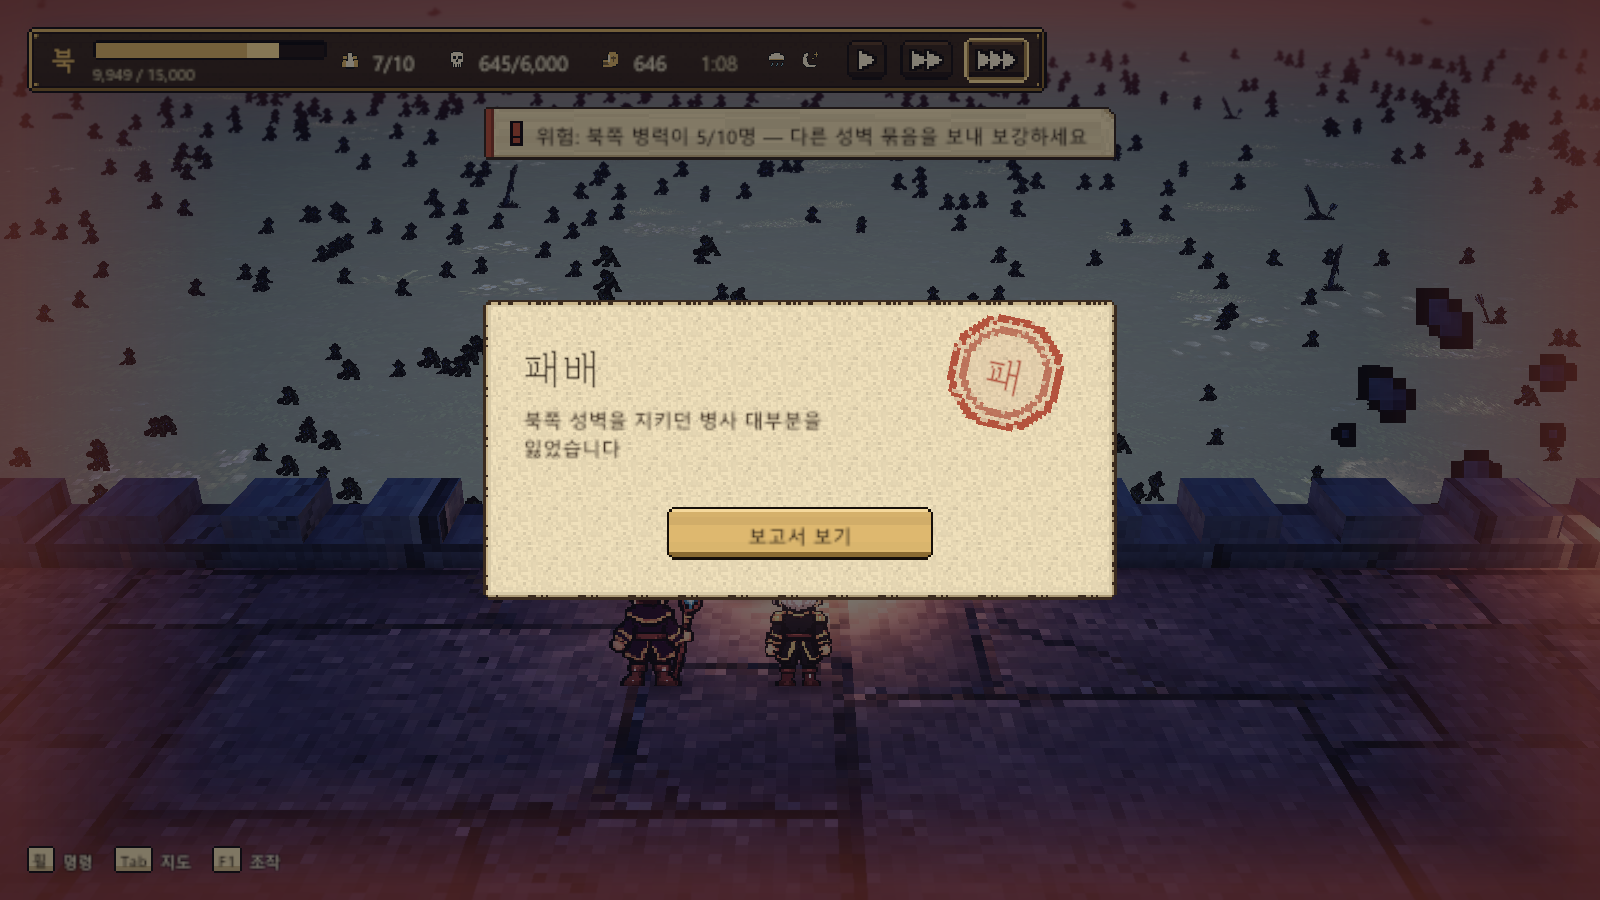 북
9,949 / 15,000
7/10
645/6,000
646
1:08
위험: 북쪽 병력이 5/10명 — 다른 성벽 묶음을 보내 보강하세요
패배
패
북쪽 성벽을 지키던 병사 대부분을
잃었습니다
보고서 보기
휠 명령 Tab 지도 F1 조작